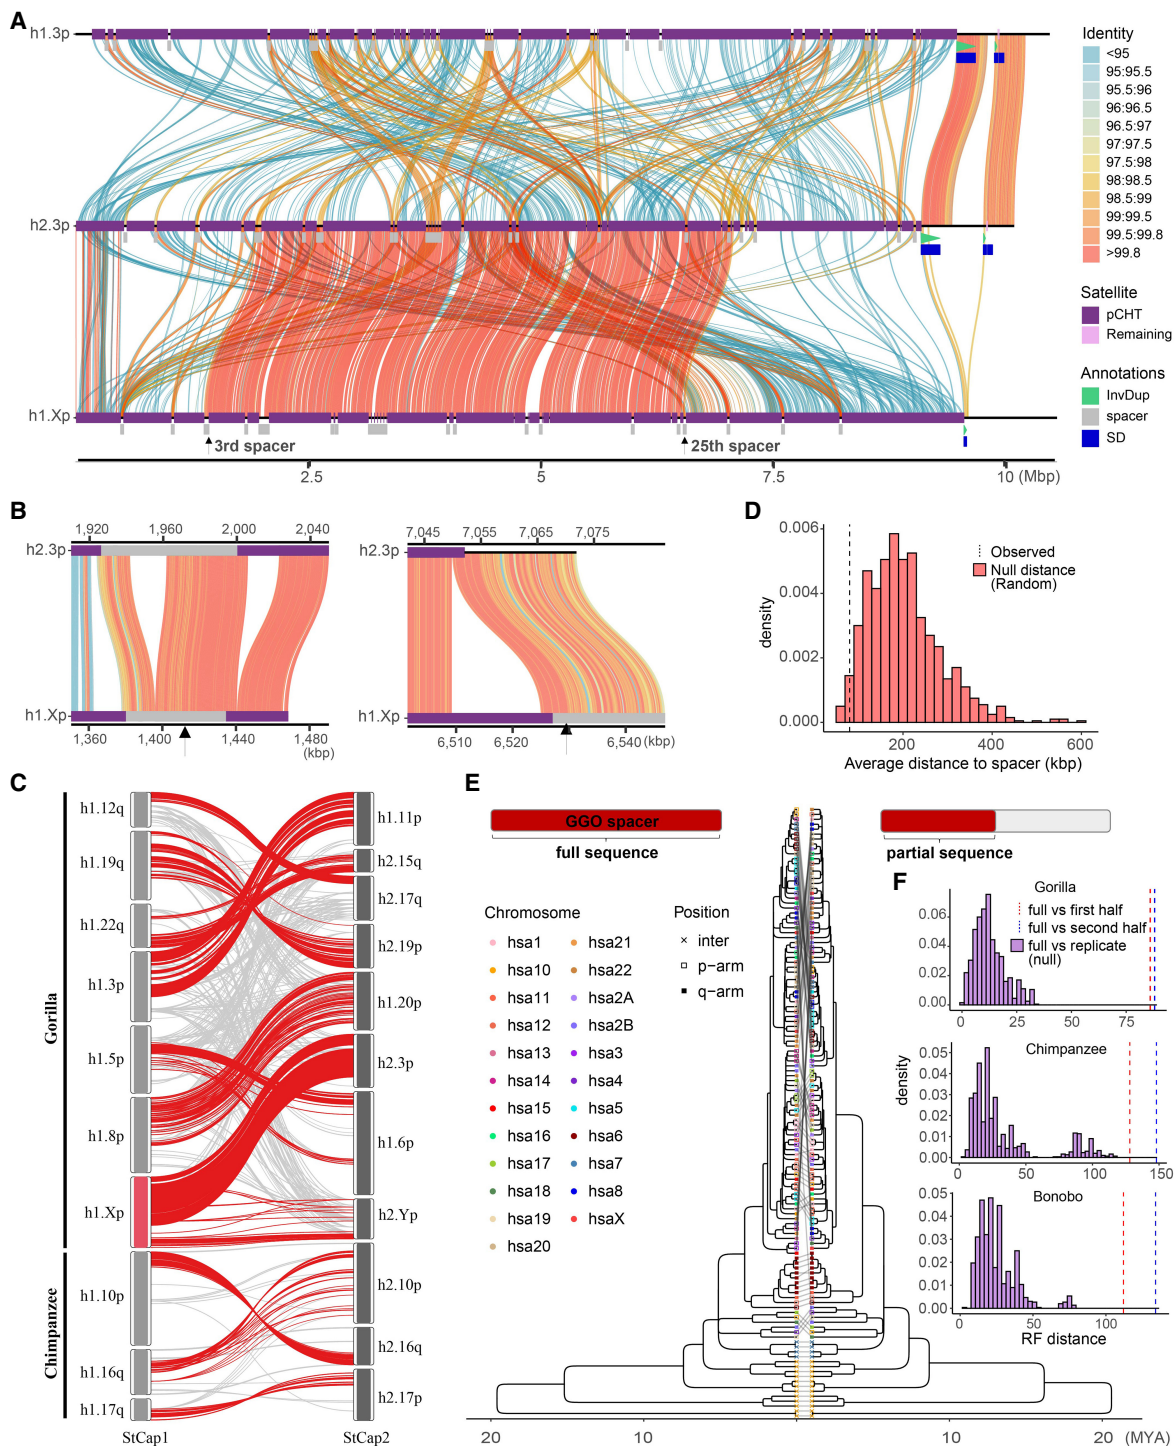 A
h1.3p
h2.3p
h1.Xp
3rd spacer
25th spacer
2.5
5
7.5
10 (Mbp)
Identity
<95
95:95.5
95.5:96
96:96.5
96.5:97
97:97.5
97.5:98
98:98.5
98.5:99
99:99.5
99.5:99.8
>99.8
Satellite
pCHT
Remaining
Annotations
InvDup
spacer
SD
B
1,920
1,960
2,000
2,040
h2.3p
h1.Xp
1,360
1,400
1,440
1,480
(kbp)
7,045
7,055
7,065
7,075
h2.3p
h1.Xp
6,510
6,520
6,540 (kbp)
D
0.006
0.004
0.002
0.000
density
Observed
Null distance
(Random)
200
400
600
Average distance to spacer (kbp)
C
Gorilla
Chimpanzee
h1.12q
h1.19q
h1.22q
h1.3p
h1.5p
h1.8p
h1.Xp
h1.10p
h1.16q
h1.17q
StCap1
h1.11p
h2.15q
h2.17q
h2.19p
h1.20p
h2.3p
h1.6p
h2.Yp
h2.10p
h2.16q
h2.17p
StCap2
E
GGO spacer
full sequence
partial sequence
Chromosome
hsa1
hsa10
hsa11
hsa12
hsa13
hsa14
hsa15
hsa16
hsa17
hsa18
hsa19
hsa20
hsa21
hsa22
hsa2A
hsa2B
hsa3
hsa4
hsa5
hsa6
hsa7
hsa8
hsaX
Position
inter
p−arm
q−arm
20
10
10
20
(MYA)
F
Gorilla
full vs first half
full vs second half
full vs replicate
(null)
0.06
0.04
0.02
0.00
0
25
50
75
Chimpanzee
density
0.05
0.04
0.03
0.02
0.01
0.00
0
50
100
150
Bonobo
0.05
0.04
0.03
0.02
0.01
0.00
0
50
100
RF distance